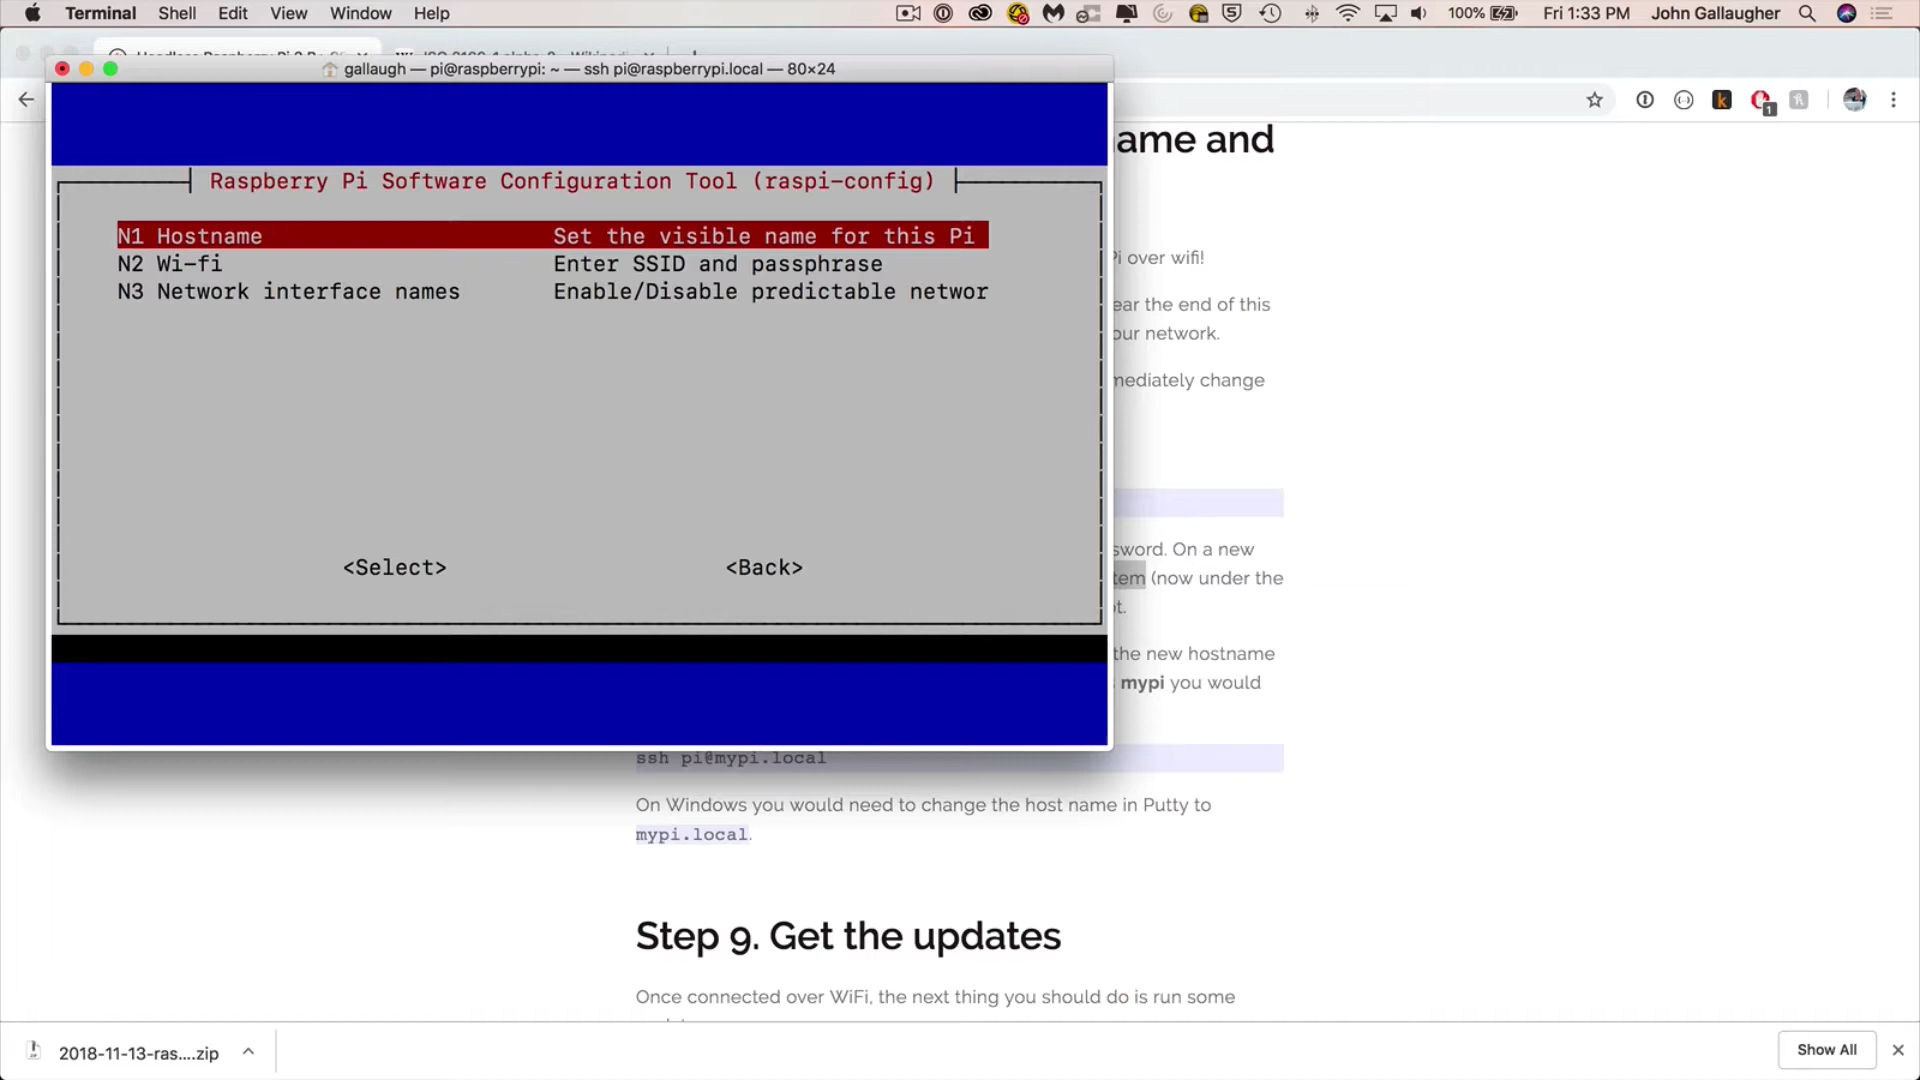 Terminal Shell Edit View Window Help
100% Fri 1:33 PM John Gallaugher
gallaugh — pi@raspberrypi: ~ — ssh pi@raspberrypi.local — 80×24
Raspberry Pi Software Configuration Tool (raspi-config)
N1 Hostname Set the visible name for this Pi
N2 Wi-fi Enter SSID and passphrase
N3 Network interface names Enable/Disable predictable networ
<Select> <Back>
ame and
Pi over wifi!
ear the end of this
our network.
mediately change
sword. On a new
tem (now under the
ot.
the new hostname
mypi you would
ssh pi@mypi.local
On Windows you would need to change the host name in Putty to
mypi.local.
Step 9. Get the updates
Once connected over WiFi, the next thing you should do is run some
2018-11-13-ras....zip
Show All